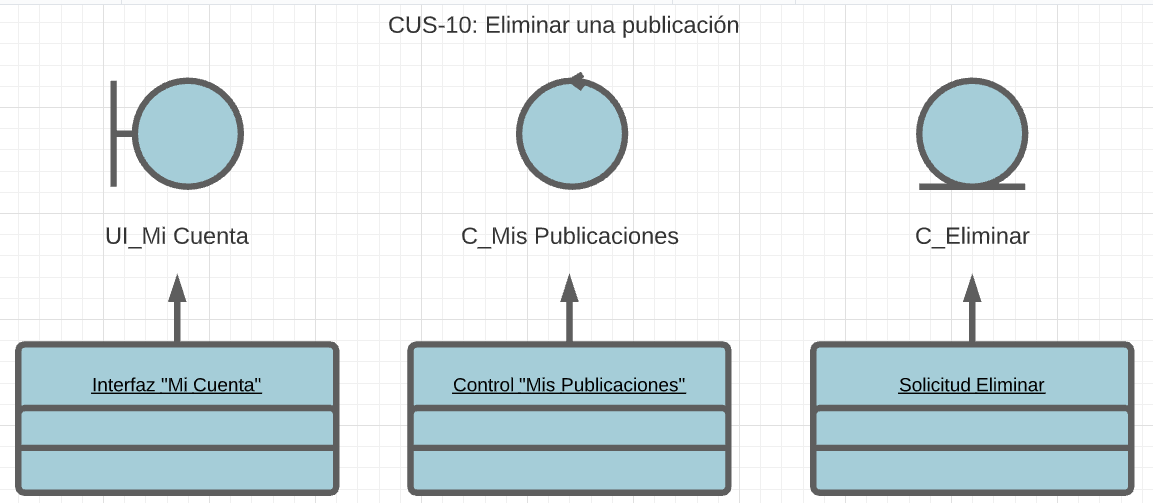 CUS-10: Eliminar una publicación
UI_Mi Cuenta
C_Mis Publicaciones
C_Eliminar
Interfaz "Mi Cuenta"
Control "Mis Publicaciones"
Solicitud Eliminar